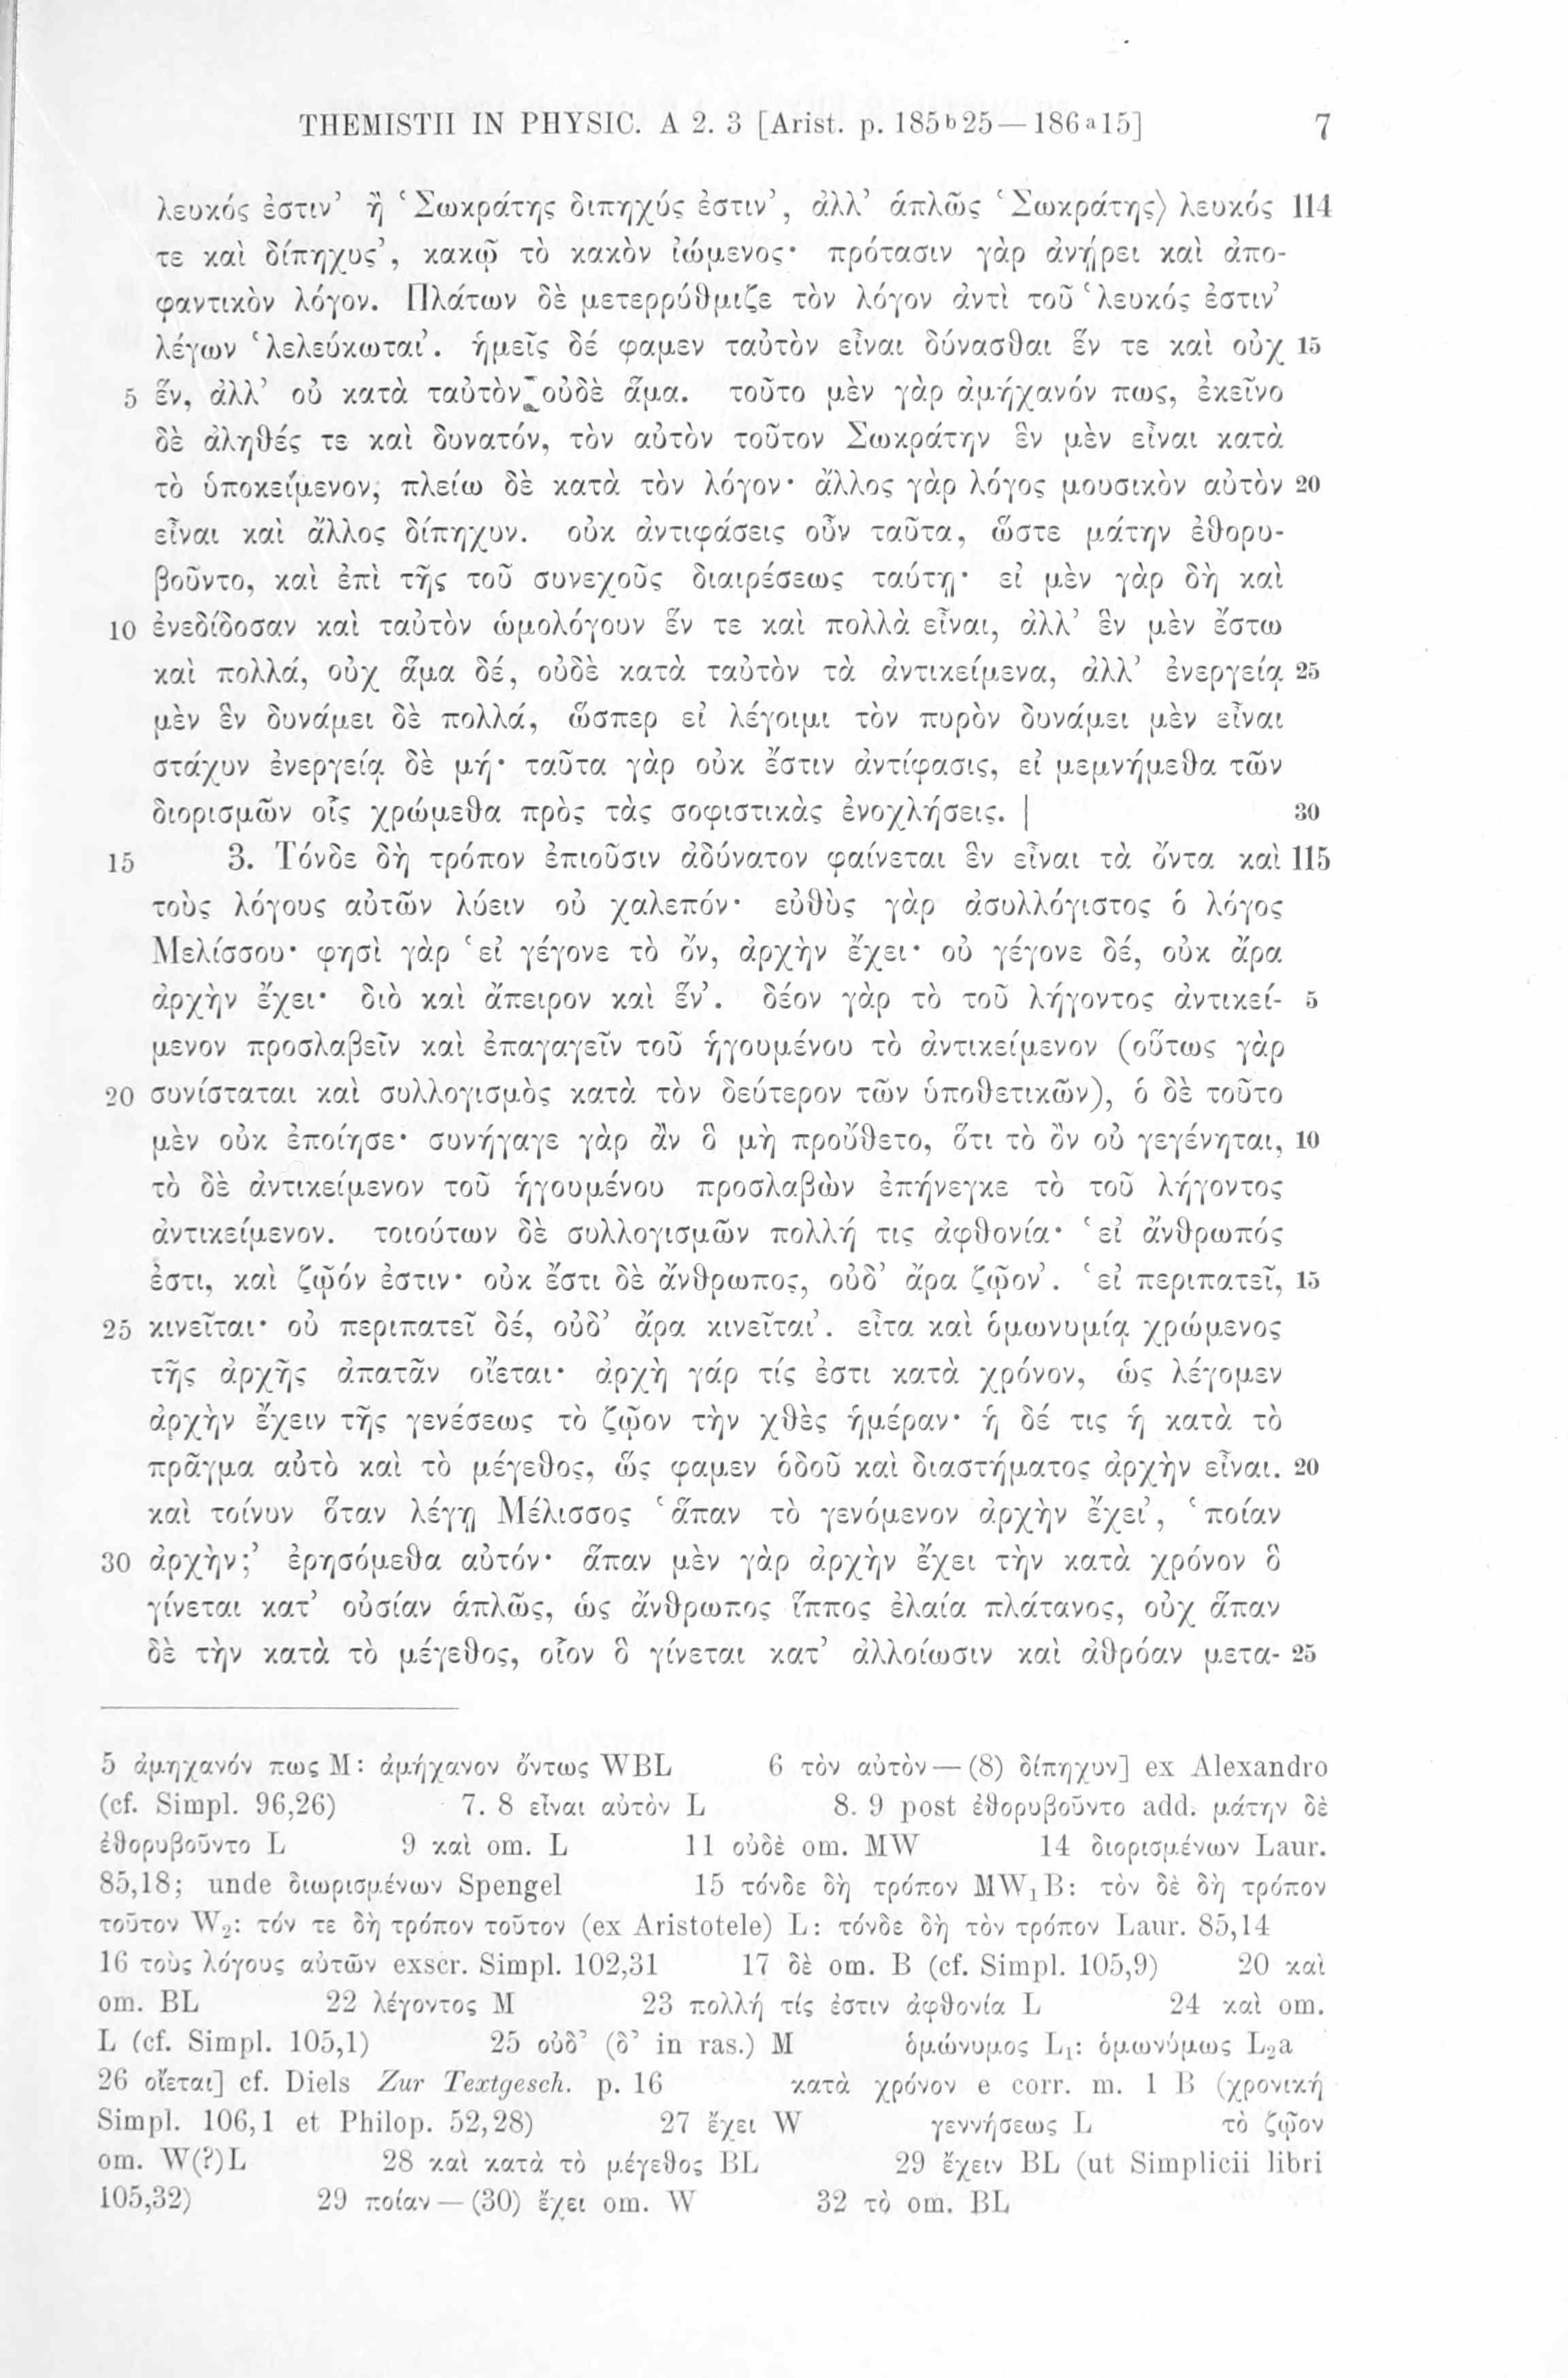 THEMISTII IN PHYSIC. A 2. 3 [Arist. p. 185b25—186a15] 7
λευκός ἐστιν’ ἢ ‘Σωκράτης διπηχύς ἐστιν’, ἀλλ’ ἁπλῶς ‘Σωκράτης〉 λευκός 114
τε καὶ δίπηχυς’, κακῷ τὸ κακὸν ἰώμενος· πρότασιν γὰρ ἀνῄρει καὶ ἀπο-
φαντικὸν λόγον. Πλάτων δὲ μετερρύθμιζε τὸν λόγον ἀντὶ τοῦ ‘λευκός ἐστιν’
λέγων ‘λελεύκωται’. ἡμεῖς δέ φαμεν ταὐτὸν εἶναι δύνασθαι ἕν τε καὶ οὐχ 15
5 ἕν, ἀλλ’ οὐ κατὰ ταὐτὸν οὐδὲ ἅμα. τοῦτο μὲν γὰρ ἀμήχανόν πως, ἐκεῖνο
δὲ ἀληθές τε καὶ δυνατόν, τὸν αὐτὸν τοῦτον Σωκράτην ἓν μὲν εἶναι κατὰ
τὸ ὑποκείμενον, πλείω δὲ κατὰ τὸν λόγον· ἄλλος γὰρ λόγος μουσικὸν αὐτὸν 20
εἶναι καὶ ἄλλος δίπηχυν. οὐκ ἀντιφάσεις οὖν ταῦτα, ὥστε μάτην ἐθορυ-
βοῦντο, καὶ ἐπὶ τῆς τοῦ συνεχοῦς διαιρέσεως ταύτῃ· εἰ μὲν γὰρ δὴ καὶ
10 ἐνεδίδοσαν καὶ ταὐτὸν ὡμολόγουν ἕν τε καὶ πολλὰ εἶναι, ἀλλ’ ἓν μὲν ἔστω
καὶ πολλά, οὐχ ἅμα δέ, οὐδὲ κατὰ ταὐτὸν τὰ ἀντικείμενα, ἀλλ’ ἐνεργείᾳ 25
μὲν ἓν δυνάμει δὲ πολλά, ὥσπερ εἰ λέγοιμι τὸν πυρὸν δυνάμει μὲν εἶναι
στάχυν ἐνεργείᾳ δὲ μή· ταῦτα γὰρ οὐκ ἔστιν ἀντίφασις, εἰ μεμνήμεθα τῶν
διορισμῶν οἷς χρώμεθα πρὸς τὰς σοφιστικὰς ἐνοχλήσεις. | 30
15 3. Τόνδε δὴ τρόπον ἐπιοῦσιν ἀδύνατον φαίνεται ἓν εἶναι τὰ ὄντα καὶ 115
τοὺς λόγους αὐτῶν λύειν οὐ χαλεπόν· εὐθὺς γὰρ ἀσυλλόγιστος ὁ λόγος
Μελίσσου· φησὶ γὰρ ‘εἰ γέγονε τὸ ὄν, ἀρχὴν ἔχει· οὐ γέγονε δέ, οὐκ ἄρα
ἀρχὴν ἔχει· διὸ καὶ ἄπειρον καὶ ἕν’. δέον γὰρ τὸ τοῦ λήγοντος ἀντικεί- 5
μενον προσλαβεῖν καὶ ἐπαγαγεῖν τοῦ ἡγουμένου τὸ ἀντικείμενον (οὕτως γὰρ
20 συνίσταται καὶ συλλογισμὸς κατὰ τὸν δεύτερον τῶν ὑποθετικῶν), ὁ δὲ τοῦτο
μὲν οὐκ ἐποίησε· συνήγαγε γὰρ ἂν ὃ μὴ προὔθετο, ὅτι τὸ ὂν οὐ γεγένηται, 10
τὸ δὲ ἀντικείμενον τοῦ ἡγουμένου προσλαβὼν ἐπήνεγκε τὸ τοῦ λήγοντος
ἀντικείμενον. τοιούτων δὲ συλλογισμῶν πολλή τις ἀφθονία· ‘εἰ ἄνθρωπός
ἐστι, καὶ ζῷόν ἐστιν· οὐκ ἔστι δὲ ἄνθρωπος, οὐδ’ ἄρα ζῷον’. ‘εἰ περιπατεῖ, 15
25 κινεῖται· οὐ περιπατεῖ δέ, οὐδ’ ἄρα κινεῖται’. εἶτα καὶ ὁμωνυμίᾳ χρώμενος
τῆς ἀρχῆς ἀπατᾶν οἴεται· ἀρχὴ γάρ τίς ἐστι κατὰ χρόνον, ὡς λέγομεν
ἀρχὴν ἔχειν τῆς γενέσεως τὸ ζῷον τὴν χθὲς ἡμέραν· ἡ δέ τις ἡ κατὰ τὸ
πρᾶγμα αὐτὸ καὶ τὸ μέγεθος, ὥς φαμεν ὁδοῦ καὶ διαστήματος ἀρχὴν εἶναι. 20
καὶ τοίνυν ὅταν λέγῃ Μέλισσος ‘ἅπαν τὸ γενόμενον ἀρχὴν ἔχει’, ‘ποίαν
30 ἀρχήν;’ ἐρησόμεθα αὐτόν· ἅπαν μὲν γὰρ ἀρχὴν ἔχει τὴν κατὰ χρόνον ὃ
γίνεται κατ’ οὐσίαν ἁπλῶς, ὡς ἄνθρωπος ἵππος ἐλαία πλάτανος, οὐχ ἅπαν
δὲ τὴν κατὰ τὸ μέγεθος, οἷον ὃ γίνεται κατ’ ἀλλοίωσιν καὶ ἀθρόαν μετα- 25
5 ἀμηχανόν πως M: ἀμήχανον ὄντως WBL 6 τὸν αὐτὸν—(8) δίπηχυν] ex Alexandro
(cf. Simpl. 96,26) 7. 8 εἶναι αὐτὸν L 8. 9 post ἐθορυβοῦντο add. μάτην δὲ
ἐθορυβοῦντο L 9 καὶ om. L 11 οὐδὲ om. MW 14 διορισμένων Laur.
85,18; unde διωρισμένων Spengel 15 τόνδε δὴ τρόπον MW₁B: τὸν δὲ δὴ τρόπον
τοῦτον W₂: τόν τε δὴ τρόπον τοῦτον (ex Aristotele) L: τόνδε δὴ τὸν τρόπον Laur. 85,14
16 τοὺς λόγους αὐτῶν exscr. Simpl. 102,31 17 δὲ om. B (cf. Simpl. 105,9) 20 καὶ
om. BL 22 λέγοντος M 23 πολλή τίς ἐστιν ἀφθονία L 24 καὶ om.
L (cf. Simpl. 105,1) 25 οὐδ’ (δ’ in ras.) M ὁμώνυμος L₁: ὁμωνύμως L₂a
26 οἴεται] cf. Diels Zur Textgesch. p. 16 κατὰ χρόνον e corr. m. 1 B (χρονική
Simpl. 106,1 et Philop. 52,28) 27 ἔχει W γεννήσεως L τὸ ζῷον
om. W(?)L 28 καὶ κατὰ τὸ μέγεθος BL 29 ἔχειν BL (ut Simplicii libri
105,32) 29 ποίαν—(30) ἔχει om. W 32 τὸ om. BL